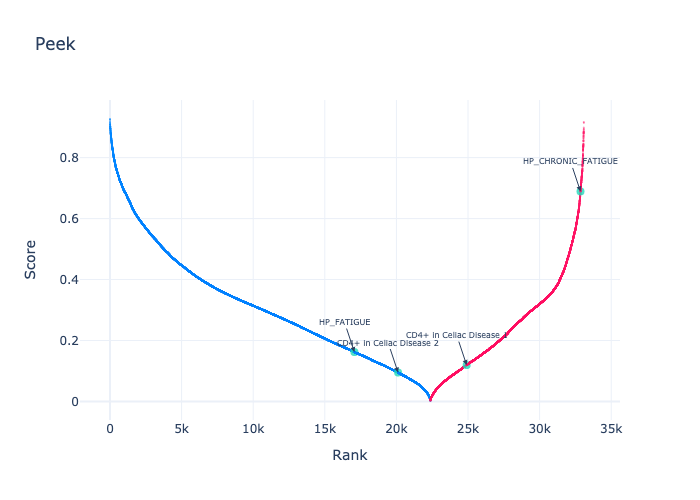 Peek
HP_CHRONIC_FATIGUE
HP_FATIGUE
CD4+ in Celiac Disease 1
CD4+ in Celiac Disease 2
Score
0.8
0.6
0.4
0.2
0
0
5k
10k
15k
20k
25k
30k
35k
Rank